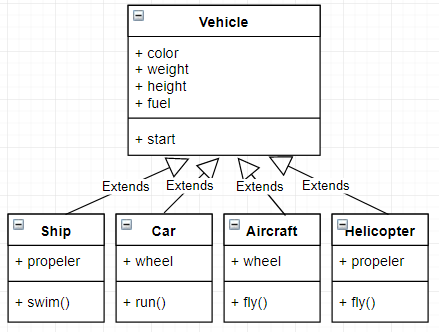 Vehicle
+ color
+ weight
+ height
+ fuel
+ start
Extends Extends Extends Extends
Ship Car Aircraft Helicopter
+ propeler + wheel + wheel + propeler
+ swim() + run() + fly() + fly()